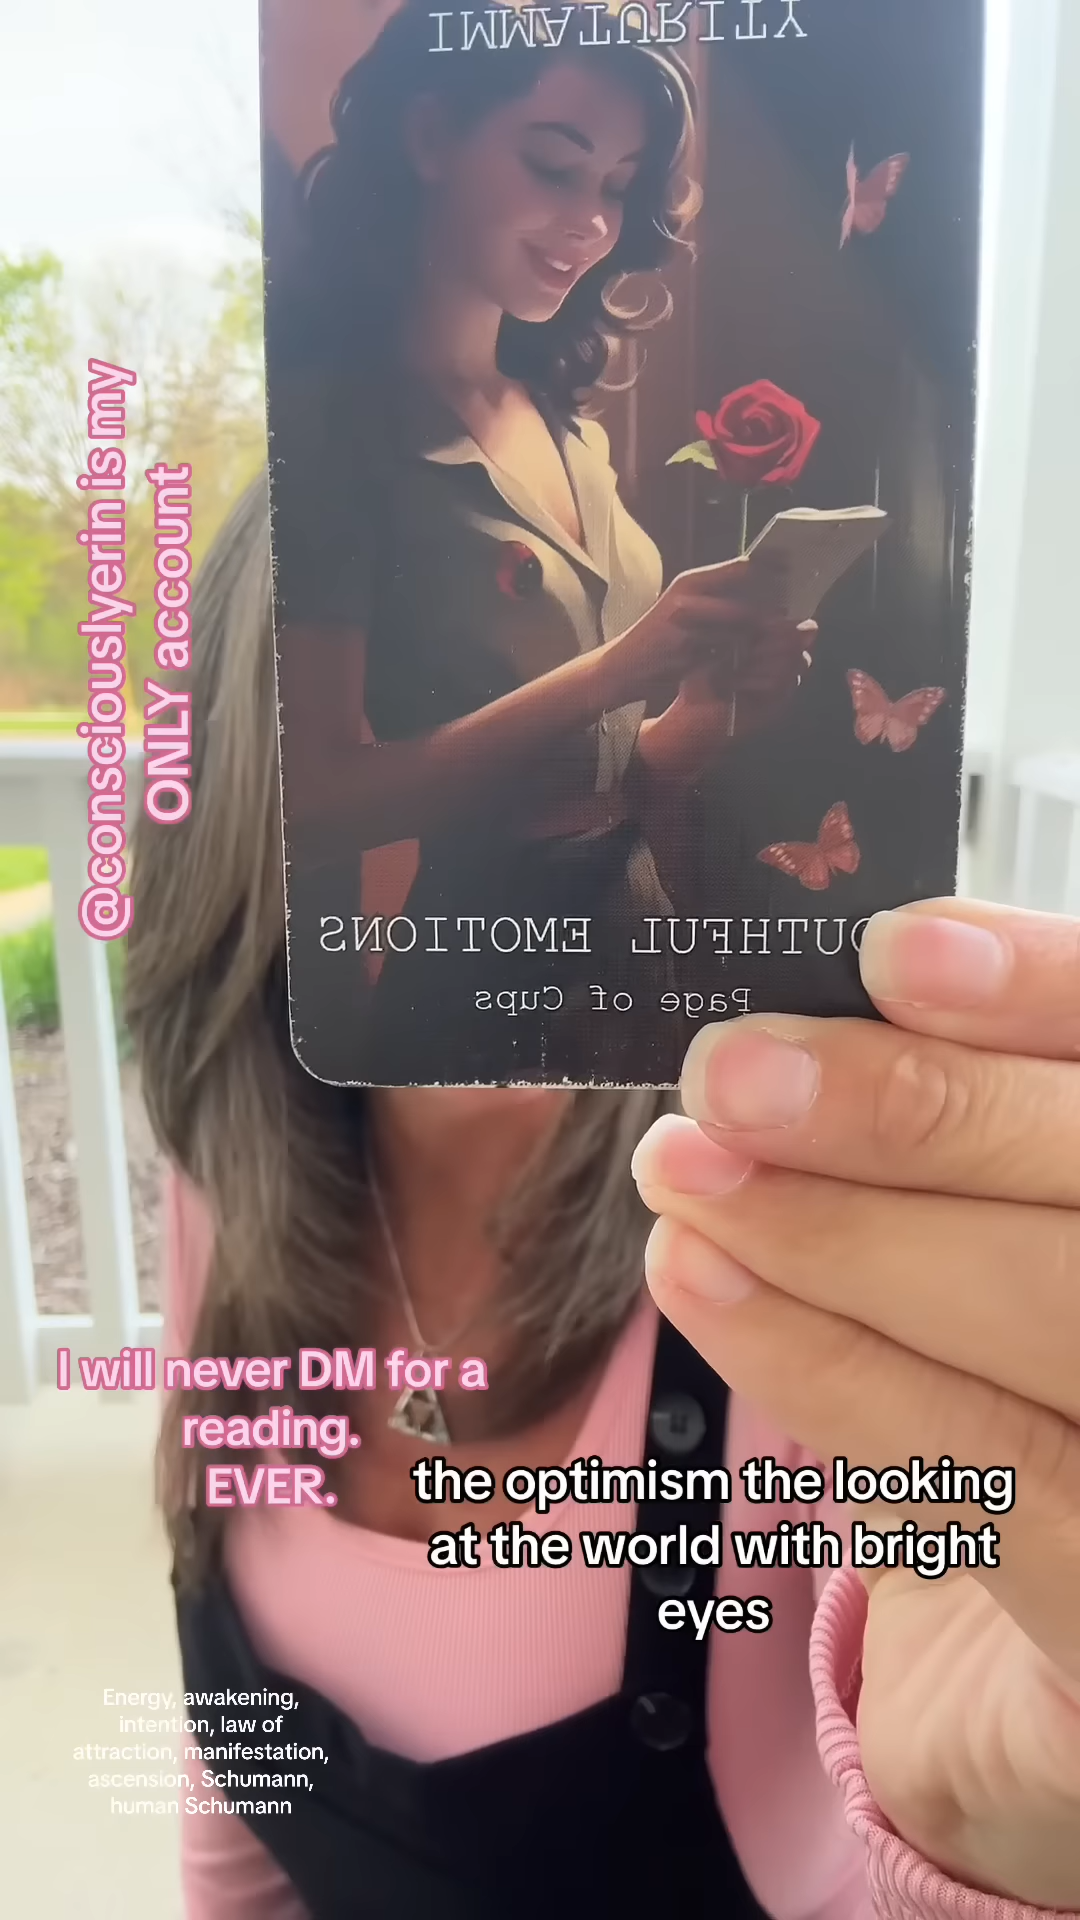 IMMATURITY
@consciouslyerin is my
ONLY account
OUTHFUL EMOTIONS
Page of Cups
I will never DM for a
reading.
EVER.
the optimism the looking
at the world with bright
eyes
Energy, awakening,
intention, law of
attraction, manifestation,
ascension, Schumann,
human Schumann